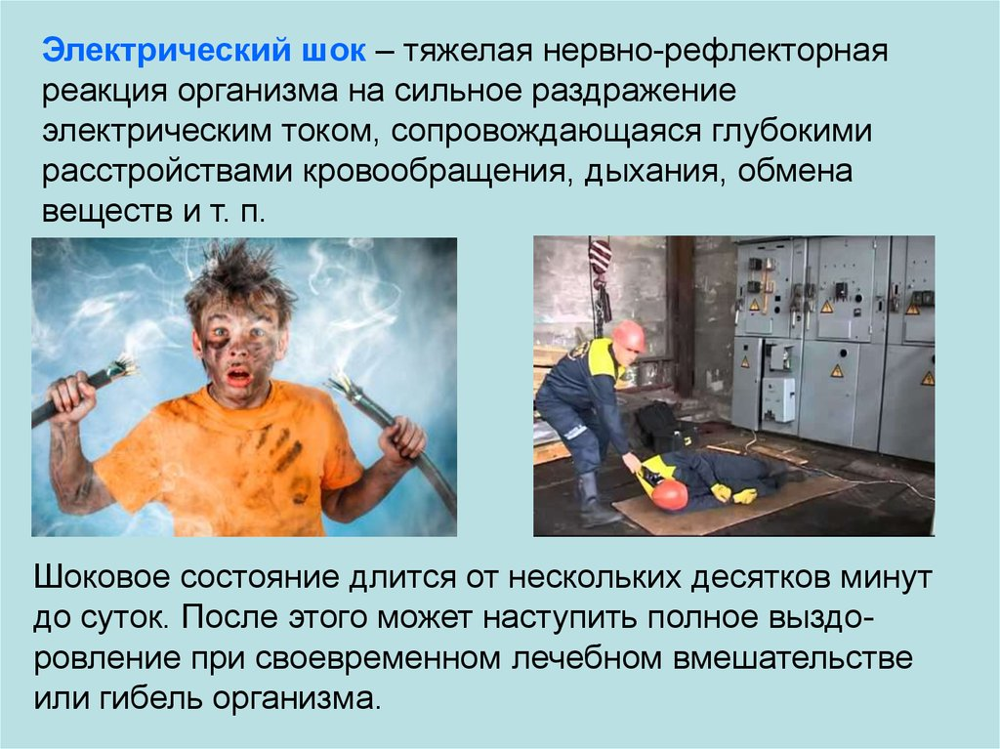 Электрический шок – тяжелая нервно-рефлекторная
реакция организма на сильное раздражение
электрическим током, сопровождающаяся глубокими
расстройствами кровообращения, дыхания, обмена
веществ и т. п.
Шоковое состояние длится от нескольких десятков минут
до суток. После этого может наступить полное выздо-
ровление при своевременном лечебном вмешательстве
или гибель организма.